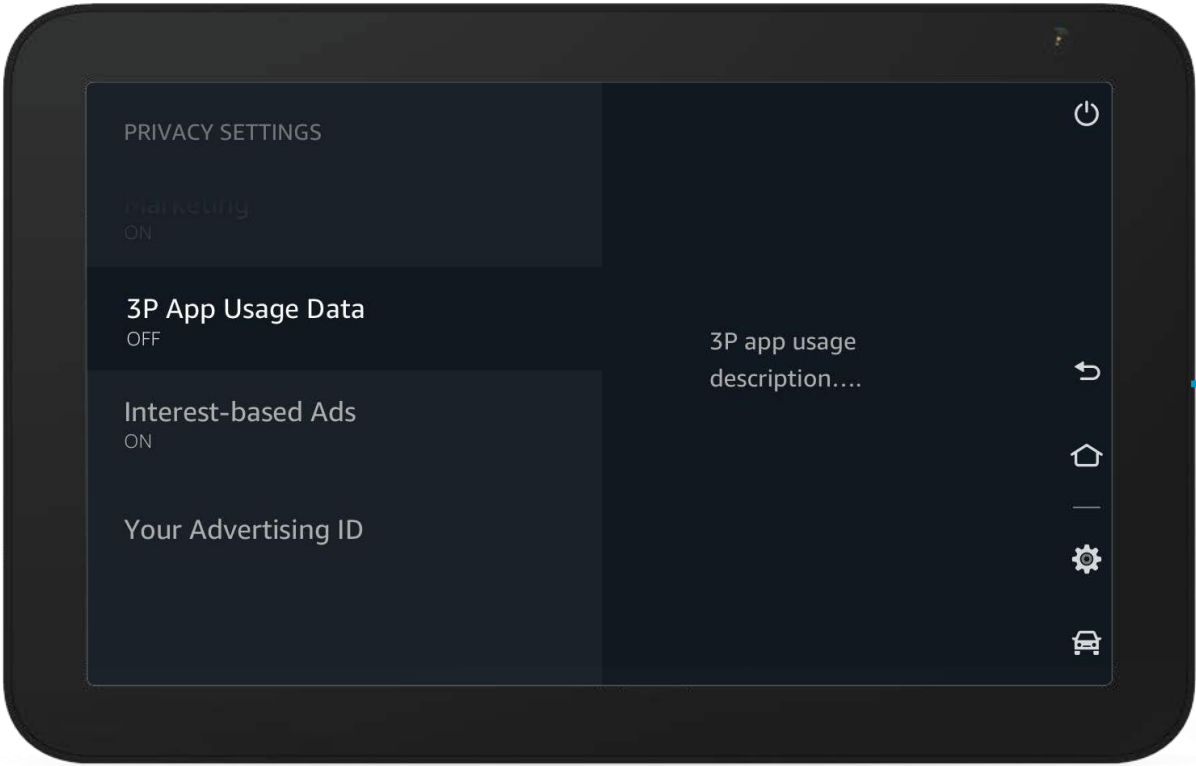 PRIVACY SETTINGS
Marketing
ON
3P App Usage Data
OFF
3P app usage
description....
Interest-based Ads
ON
Your Advertising ID